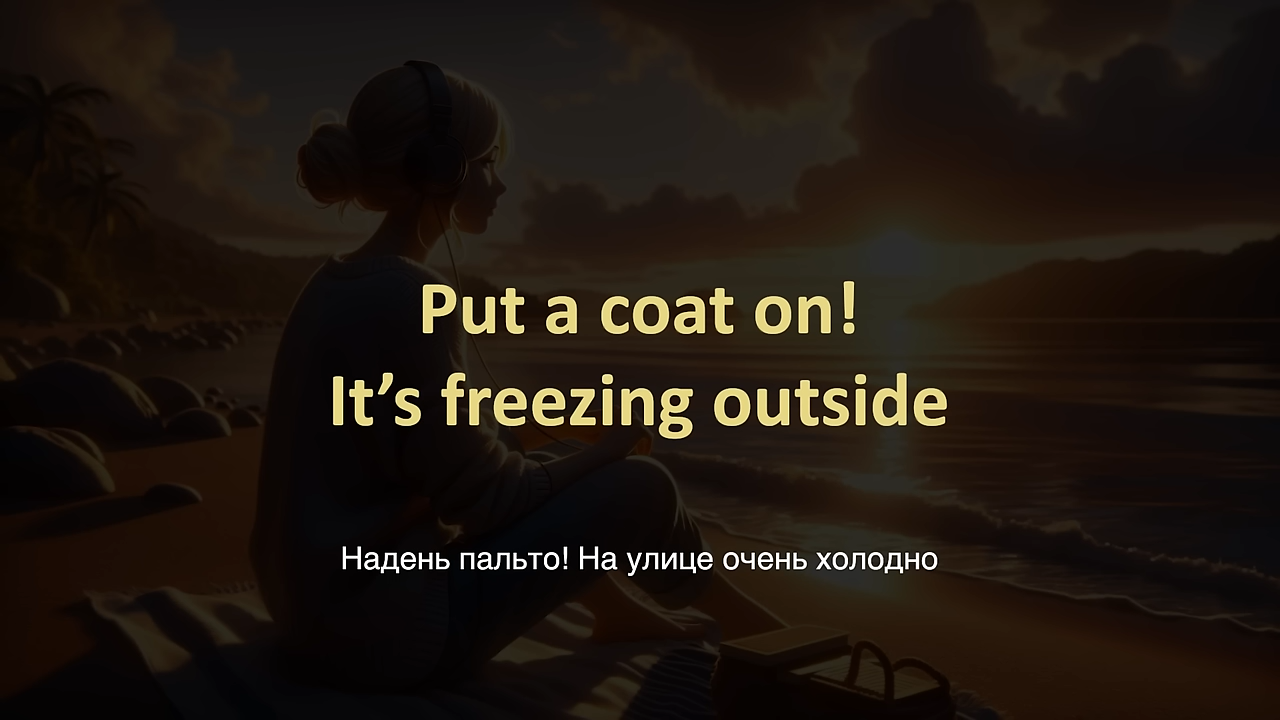 Put a coat on!
It’s freezing outside
Надень пальто! На улице очень холодно